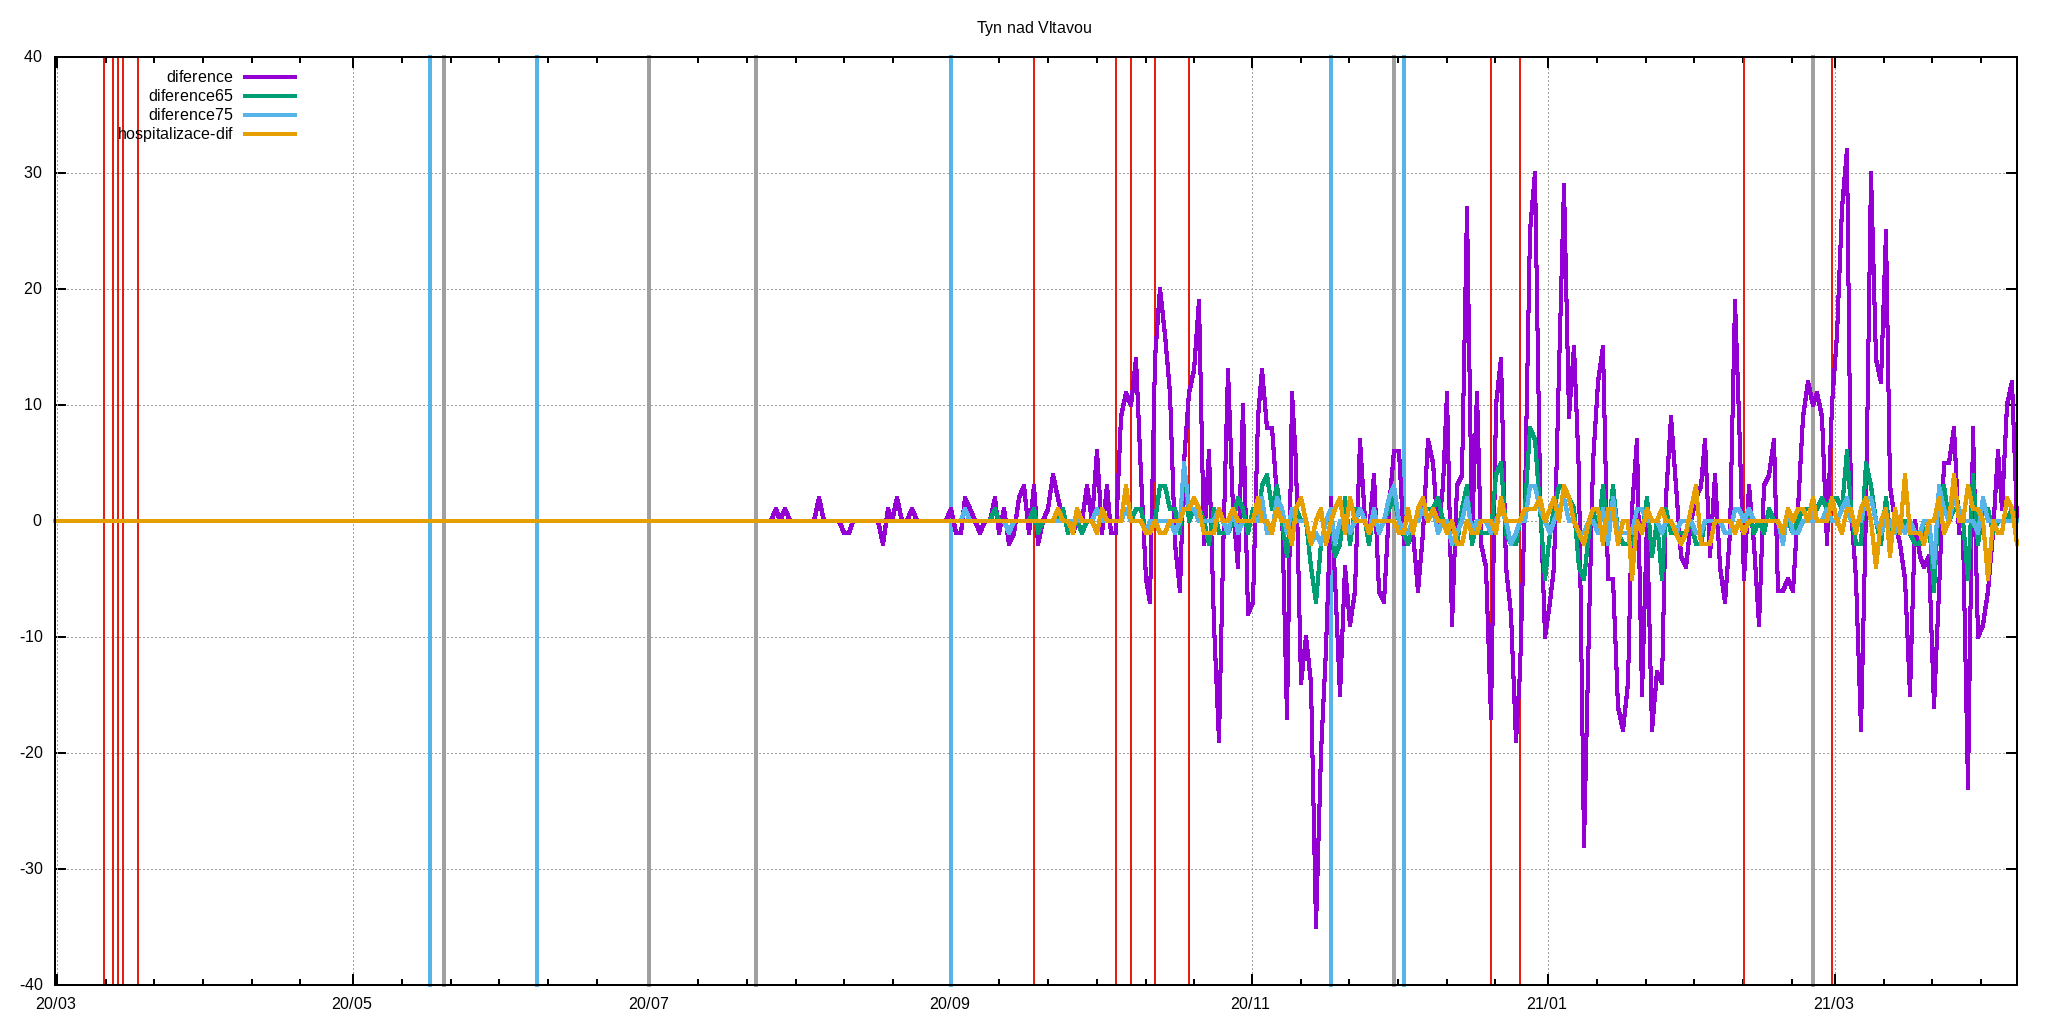 Tyn nad Vltavou
40
30
20
10
0
-10
-20
-30
-40
diference
diference65
diference75
hospitalizace-dif
20/03 20/05 20/07 20/09 20/11 21/01 21/03